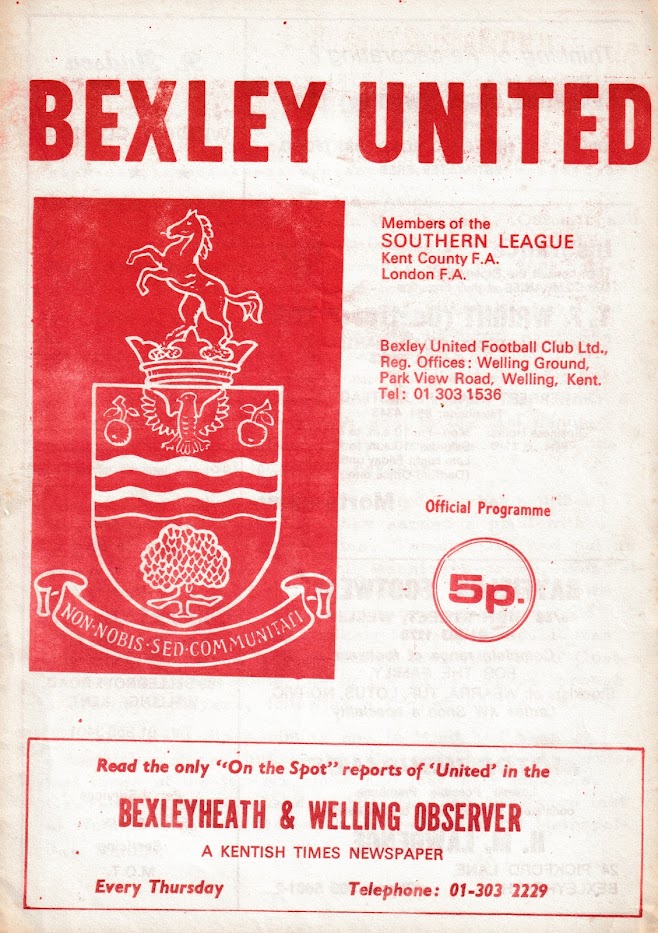 BEXLEY UNITED
Members of the
SOUTHERN LEAGUE
Kent County F.A.
London F.A.
Bexley United Football Club Ltd.,
Reg. Offices: Welling Ground,
Park View Road, Welling, Kent.
Tel: 01 303 1536
Official Programme
5p.
NON·NOBIS·SED·COMMUNITACI
Read the only "On the Spot" reports of 'United' in the
BEXLEYHEATH & WELLING OBSERVER
A KENTISH TIMES NEWSPAPER
Every Thursday Telephone: 01-303 2229